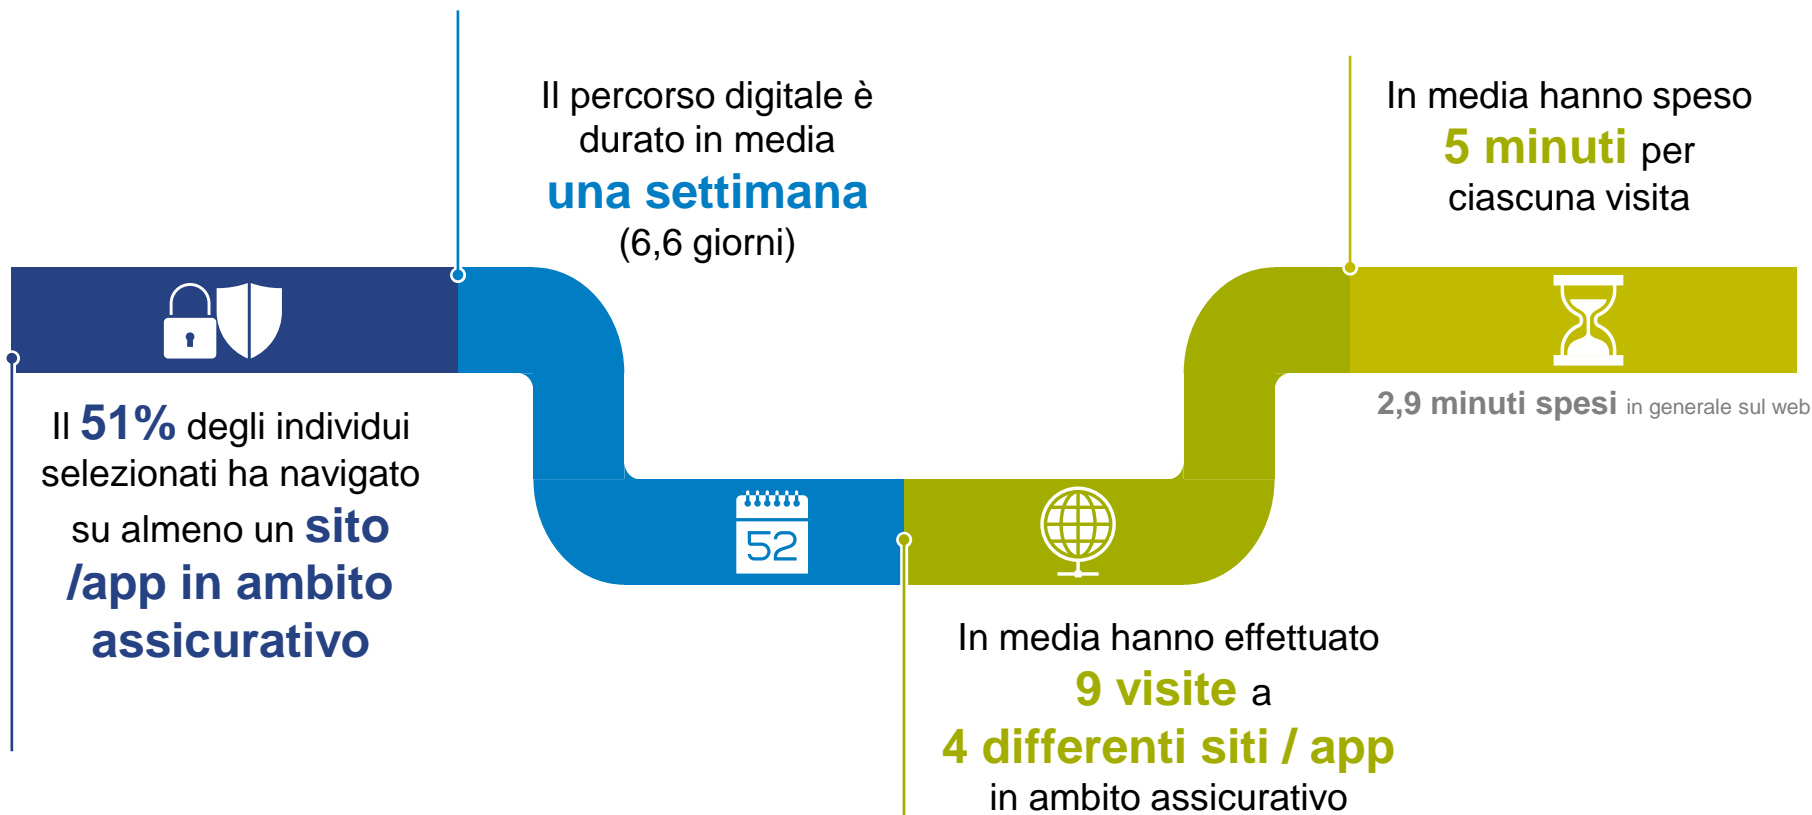 Il 51% degli individui
selezionati ha navigato
su almeno un sito
/app in ambito
assicurativo
Il percorso digitale è
durato in media
una settimana
(6,6 giorni)
52
In media hanno effettuato
9 visite a
4 differenti siti / app
in ambito assicurativo
In media hanno speso
5 minuti per
ciascuna visita
2,9 minuti spesi in generale sul web